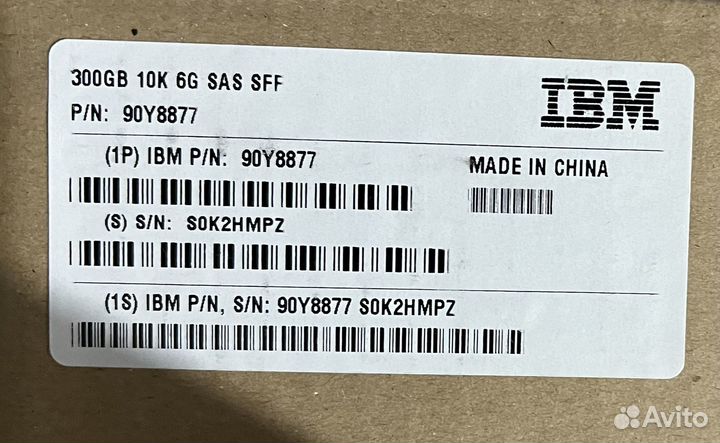 300GB 10K 6G SAS SFF
P/N: 90Y8877
IBM
(1P) IBM P/N: 90Y8877
MADE IN CHINA
(S) S/N: S0K2HMPZ
(1S) IBM P/N, S/N: 90Y8877 S0K2HMPZ
Avito